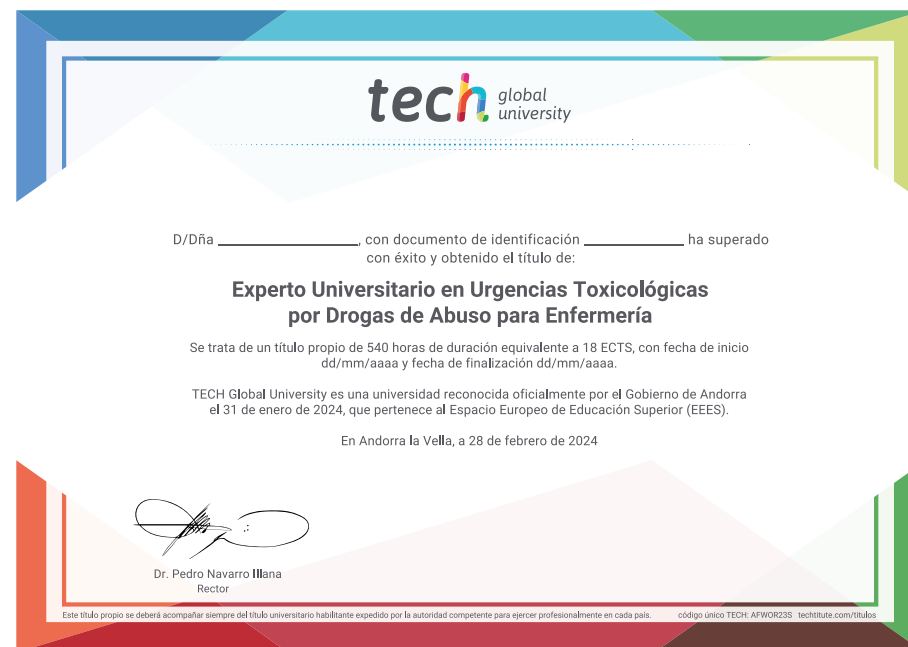 tech global university
D/Dña ________________, con documento de identificación ____________ ha superado
con éxito y obtenido el título de:
Experto Universitario en Urgencias Toxicológicas
por Drogas de Abuso para Enfermería
Se trata de un título propio de 540 horas de duración equivalente a 18 ECTS, con fecha de inicio
dd/mm/aaaa y fecha de finalización dd/mm/aaaa.
TECH Global University es una universidad reconocida oficialmente por el Gobierno de Andorra
el 31 de enero de 2024, que pertenece al Espacio Europeo de Educación Superior (EEES).
En Andorra la Vella, a 28 de febrero de 2024
Dr. Pedro Navarro Illana
Rector
Este título propio se deberá acompañar siempre del título universitario habilitante expedido por la autoridad competente para ejercer profesionalmente en cada país. código único TECH: AFWOR23S techtitute.com/titulos